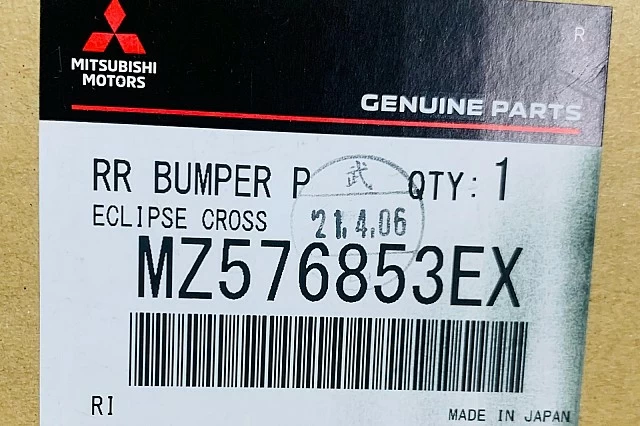 R
MITSUBISHI
MOTORS
GENUINE PARTS
RR BUMPER P QTY: 1
武
ECLIPSE CROSS
21.4.06
MZ576853EX
RI
MADE IN JAPAN